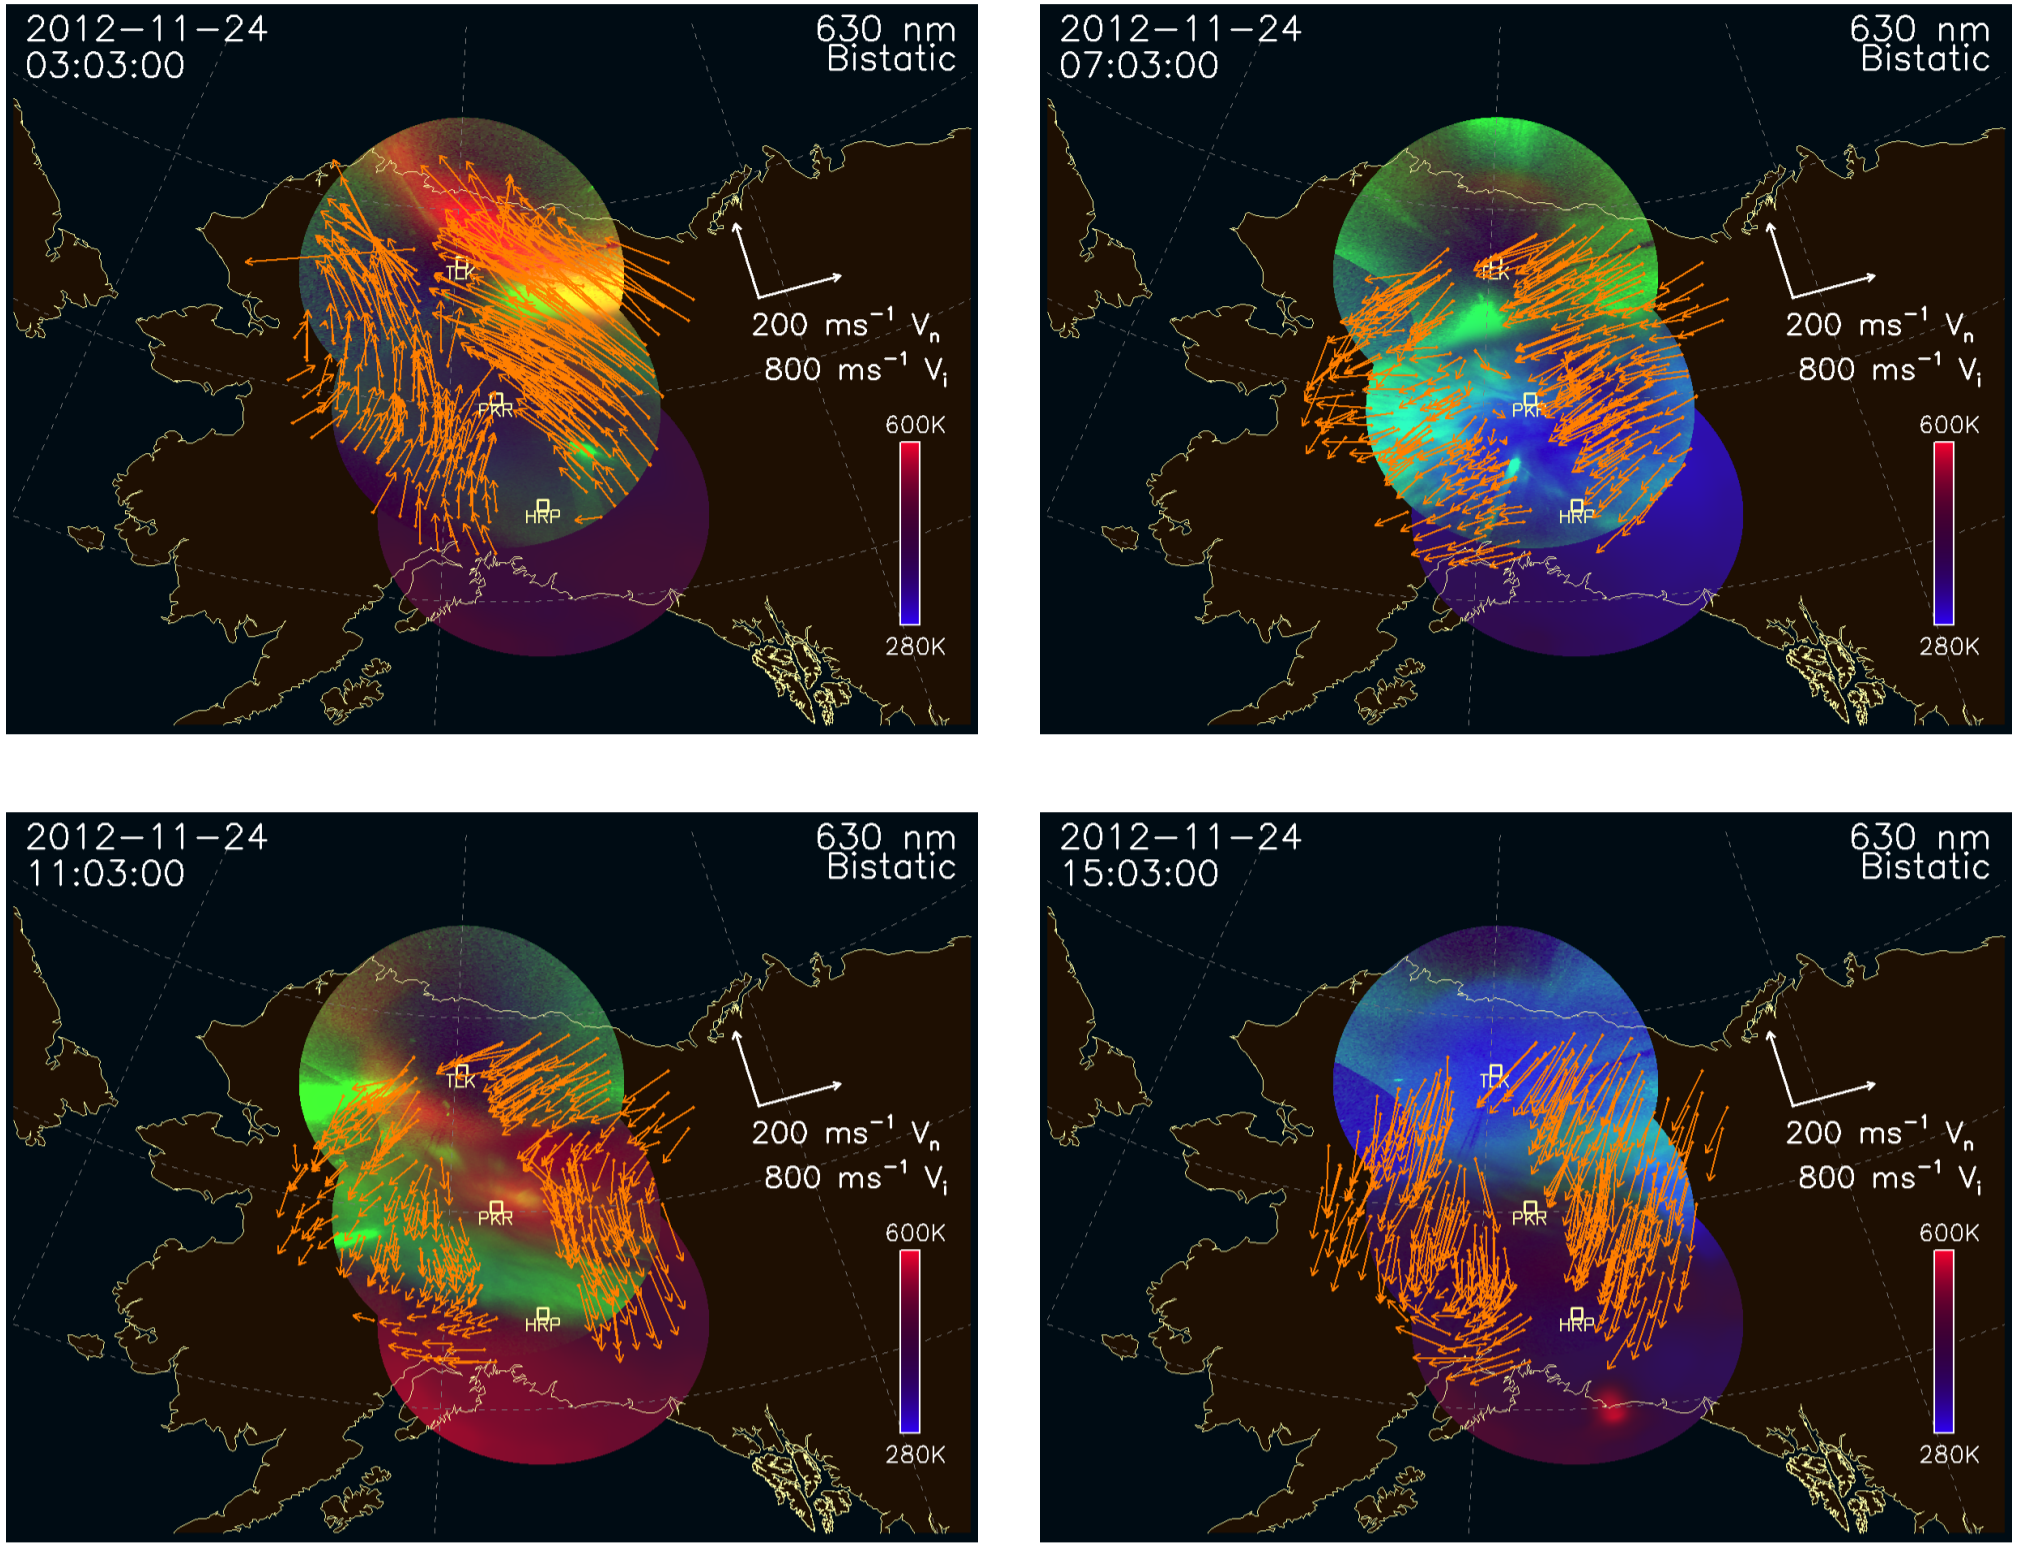 2012-11-24
03:03:00
630 nm
Bistatic
TLK
PKR
HRP
200 ms⁻¹ Vₙ
800 ms⁻¹ Vᵢ
600K
280K
2012-11-24
07:03:00
630 nm
Bistatic
TLK
PKR
HRP
200 ms⁻¹ Vₙ
800 ms⁻¹ Vᵢ
600K
280K
2012-11-24
11:03:00
630 nm
Bistatic
TLK
PKR
HRP
200 ms⁻¹ Vₙ
800 ms⁻¹ Vᵢ
600K
280K
2012-11-24
15:03:00
630 nm
Bistatic
TLK
PKR
HRP
200 ms⁻¹ Vₙ
800 ms⁻¹ Vᵢ
600K
280K